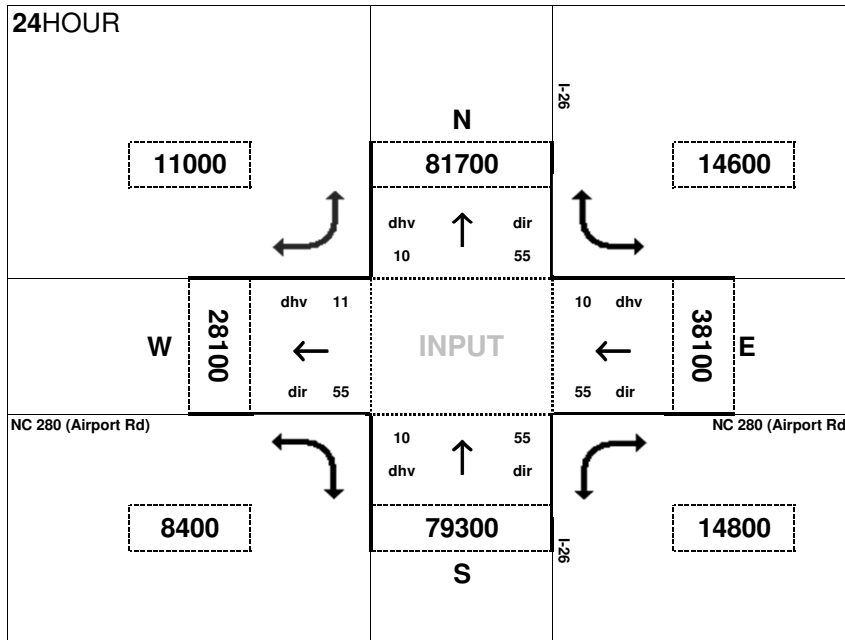 24HOUR
I-26
N
11000
81700
14600
dhv dir
10 55
dhv 11
10 dhv
W
28100
INPUT
38100
E
dir 55
55 dir
NC 280 (Airport Rd)
NC 280 (Airport Rd
10 55
dhv dir
8400
79300
14800
I-26
S